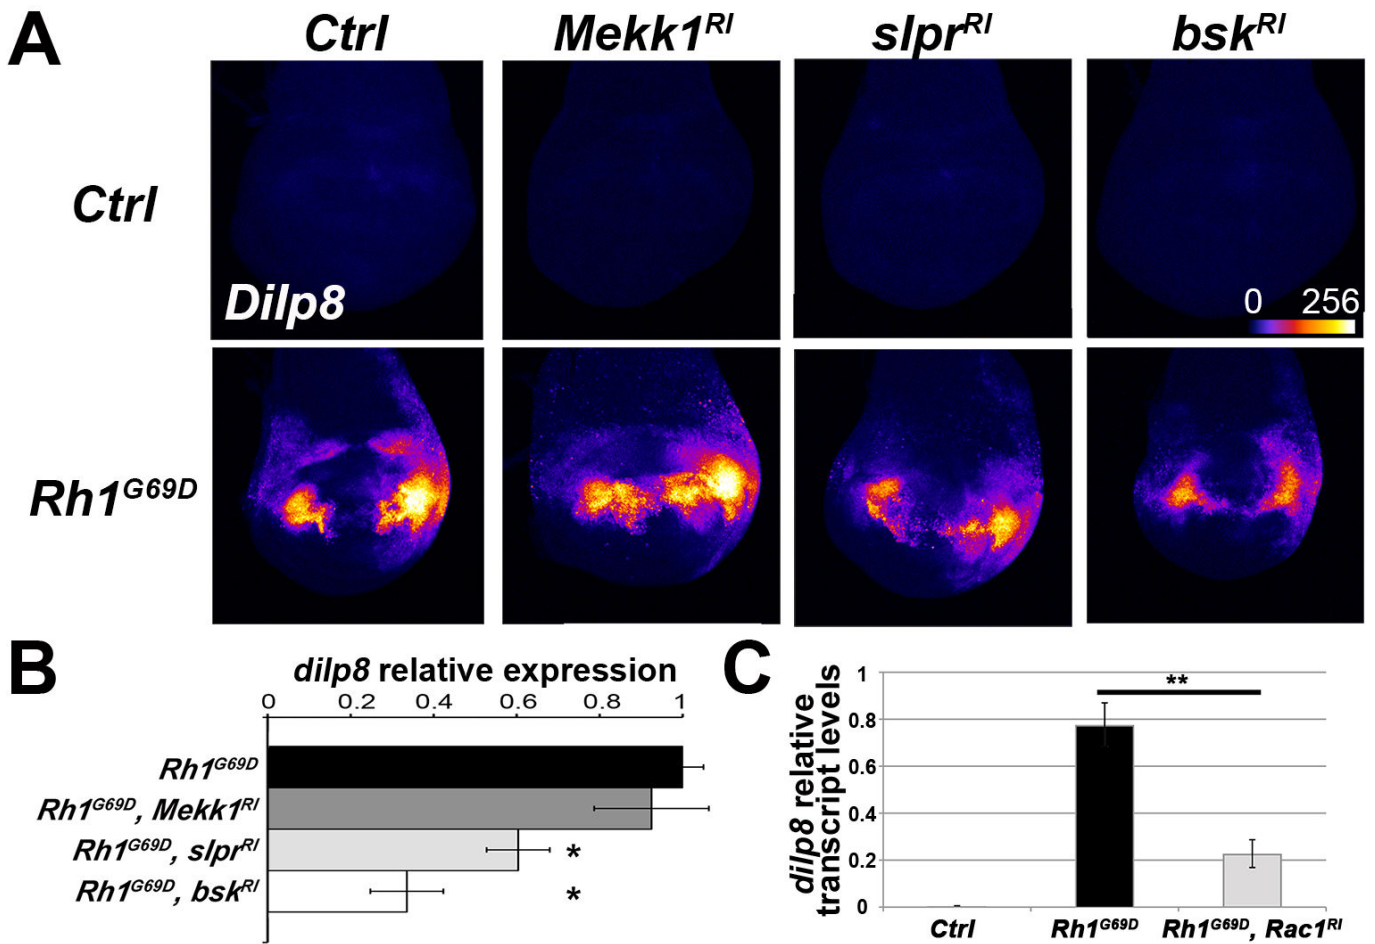 A
Ctrl Mekk1RI slprRI bskRI
Ctrl
Dilp8
0 256
Rh1G69D
B
dilp8 relative expression
0 0.2 0.4 0.6 0.8 1
Rh1G69D
Rh1G69D, Mekk1RI
Rh1G69D, slprRI *
Rh1G69D, bskRI *
C
dilp8 relative
transcript levels
1
0.8
0.6
0.4
0.2
0
**
Ctrl Rh1G69D Rh1G69D, Rac1RI